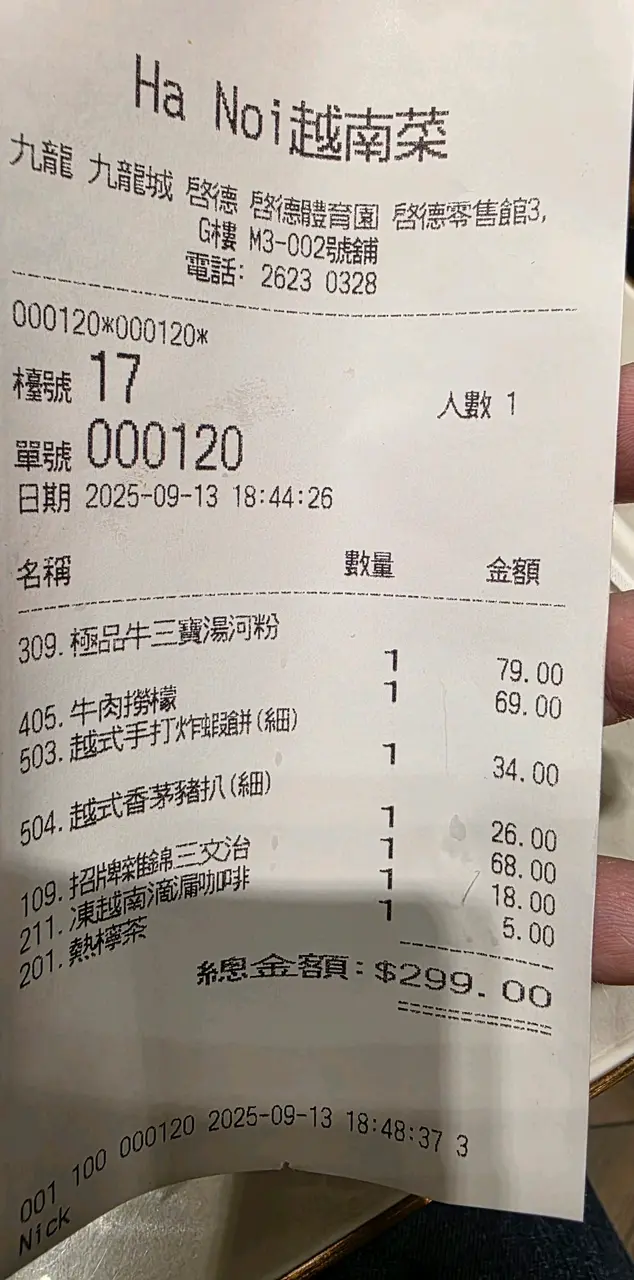 Ha Noi越南菜
九龍 九龍城 啓德 啓德體育園 啓德零售館3,
G樓 M3-002號舖
電話: 2623 0328
000120*000120*
檯號 17 人數 1
單號 000120
日期 2025-09-13 18:44:26
名稱 數量 金額
309. 極品牛三寶湯河粉
1 79.00
405. 牛肉撈檬 1 69.00
503. 越式手打炸蝦餅(細)
1 34.00
504. 越式香茅豬扒(細)
1 26.00
109. 招牌雜錦三文治 1 68.00
211. 凍越南滴漏咖啡 1 18.00
201. 熱檸茶 1 5.00
總金額:$299.00
001 100 000120 2025-09-13 18:48:37 3
Nick